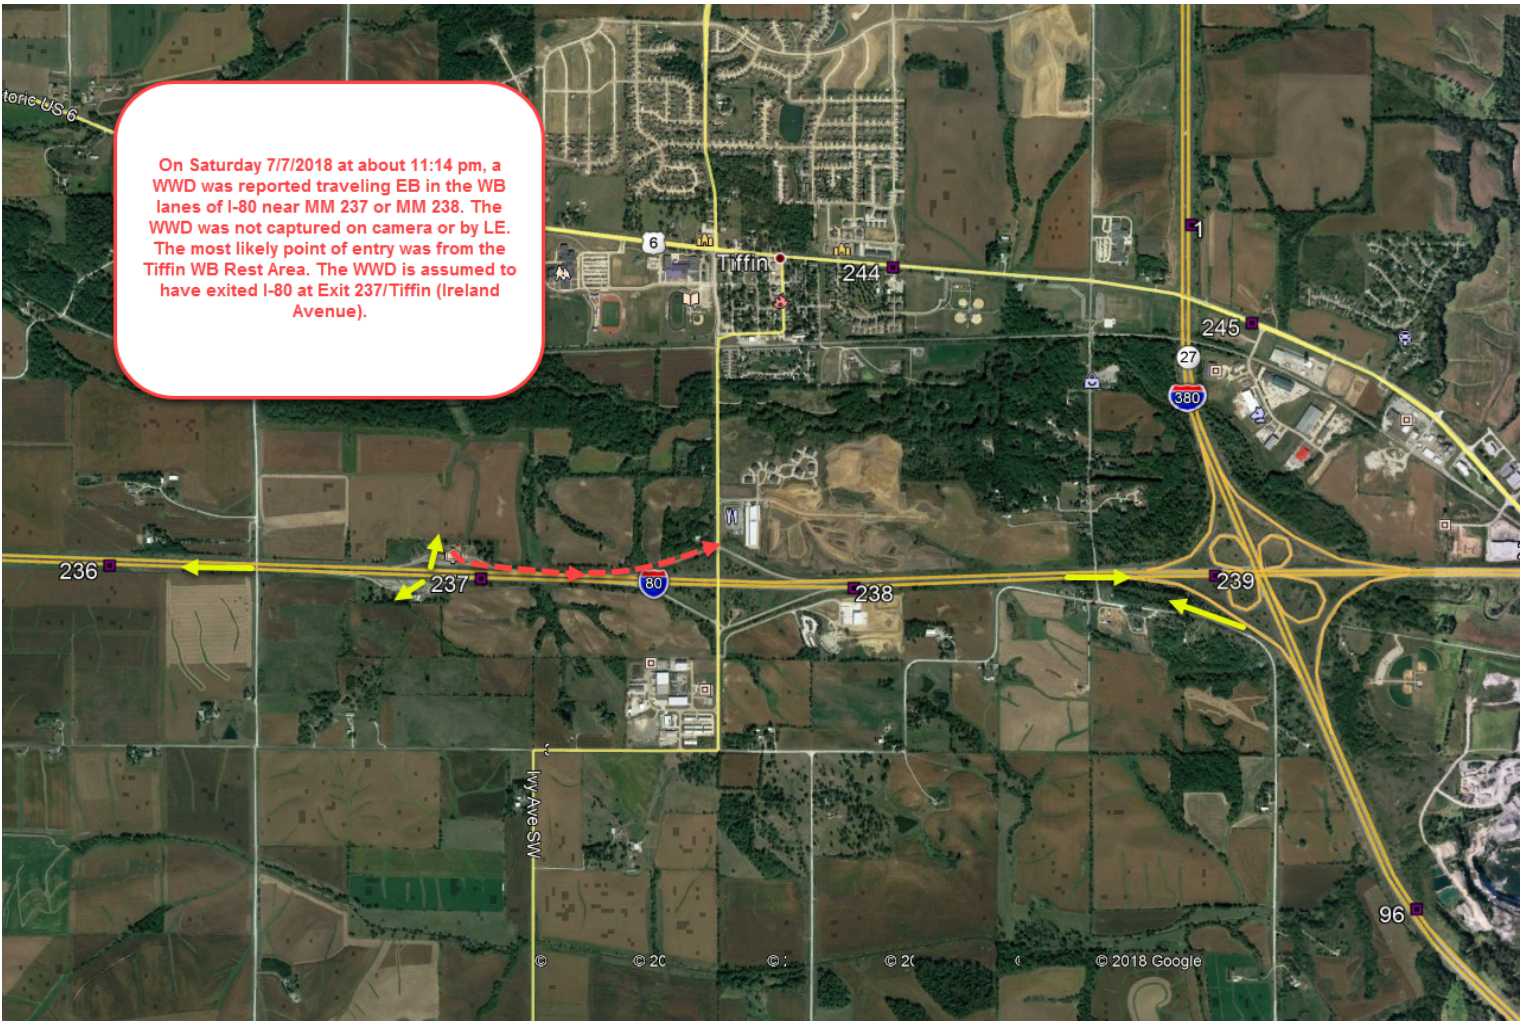 toric US 6
On Saturday 7/7/2018 at about 11:14 pm, a
WWD was reported traveling EB in the WB
lanes of I-80 near MM 237 or MM 238. The
WWD was not captured on camera or by LE.
The most likely point of entry was from the
Tiffin WB Rest Area. The WWD is assumed to
have exited I-80 at Exit 237/Tiffin (Ireland
Avenue).
1
6
Tiffin
244
245
27
380
236
237
80
238
239
Ivy Ave SW
96
©
© 20
©
© 20
© 2018 Google